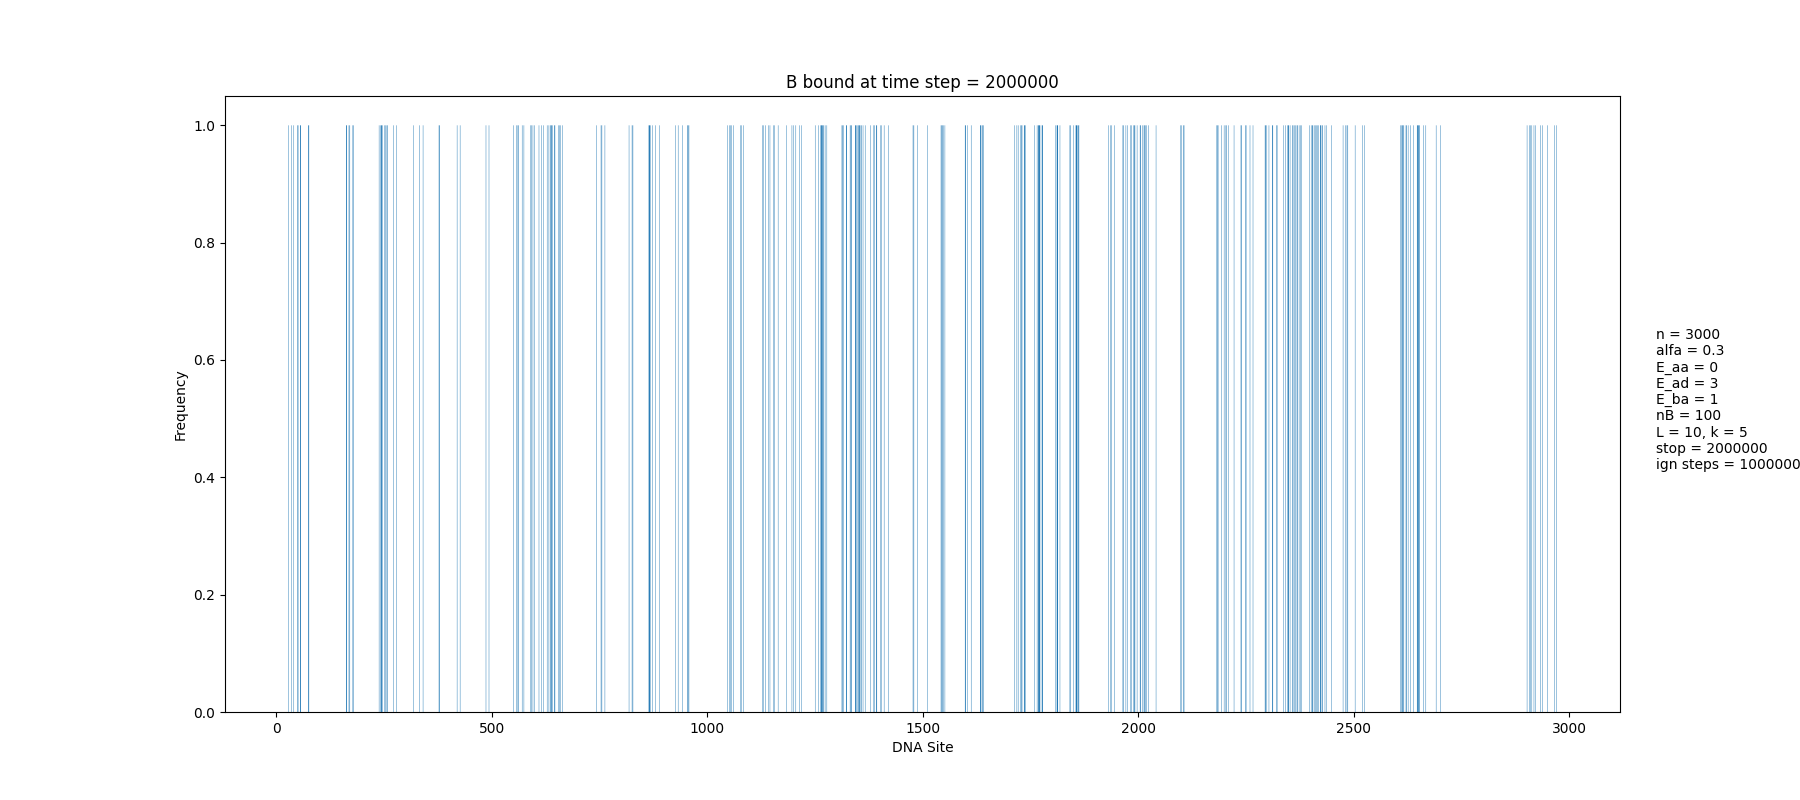 B bound at time step = 2000000
1.0
0.8
0.6
0.4
0.2
0.0
Frequency
0 500 1000 1500 2000 2500 3000
DNA Site
n = 3000
alfa = 0.3
E_aa = 0
E_ad = 3
E_ba = 1
nB = 100
L = 10, k = 5
stop = 2000000
ign steps = 1000000